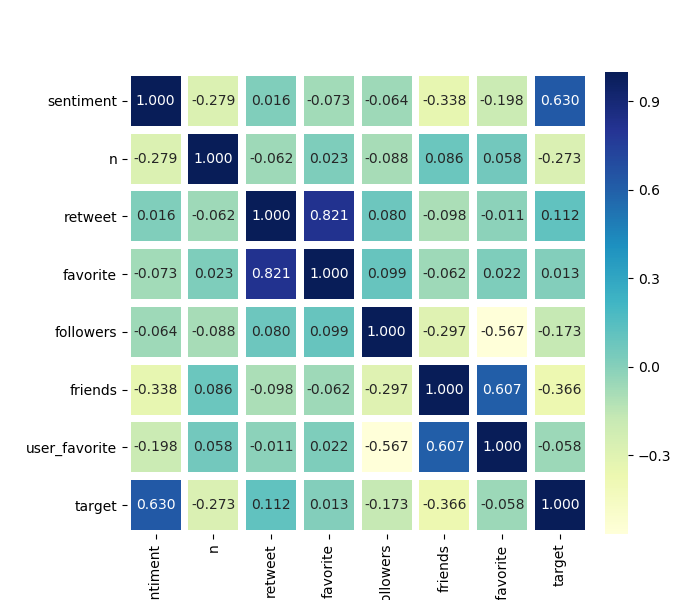 sentiment 1.000 -0.279 0.016 -0.073 -0.064 -0.338 -0.198 0.630
n -0.279 1.000 -0.062 0.023 -0.088 0.086 0.058 -0.273
retweet 0.016 -0.062 1.000 0.821 0.080 -0.098 -0.011 0.112
favorite -0.073 0.023 0.821 1.000 0.099 -0.062 0.022 0.013
followers -0.064 -0.088 0.080 0.099 1.000 -0.297 -0.567 -0.173
friends -0.338 0.086 -0.098 -0.062 -0.297 1.000 0.607 -0.366
user_favorite -0.198 0.058 -0.011 0.022 -0.567 0.607 1.000 -0.058
target 0.630 -0.273 0.112 0.013 -0.173 -0.366 -0.058 1.000
ntiment n retweet favorite ollowers friends favorite target
0.9
0.6
0.3
0.0
−0.3